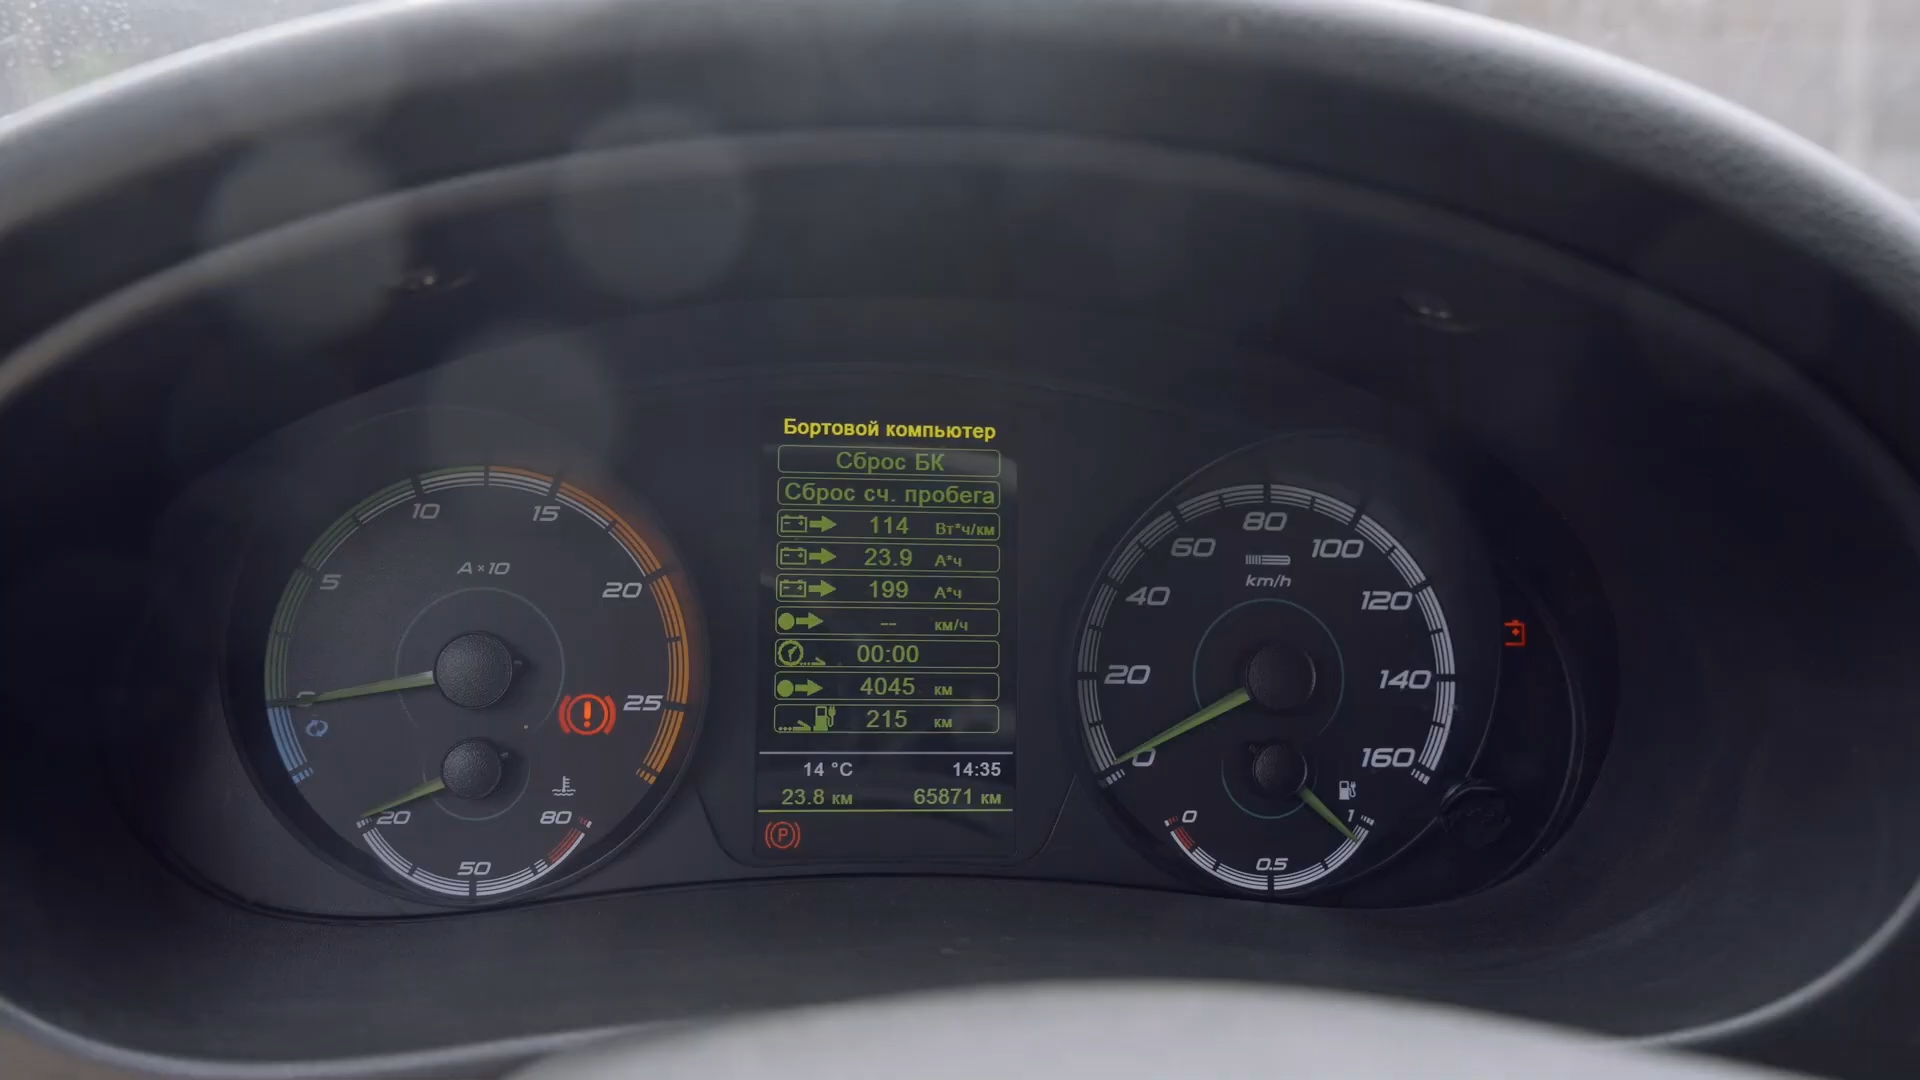 Бортовой компьютер
Сброс БК
Сброс сч. пробега
114 Вт*ч/км
23.9 А*ч
199 А*ч
-- км/ч
00:00
4045 км
215 км
14 °C 14:35
23.8 км 65871 км
P
0 5 10 15 20 25
A×10
20 50 80
0 20 40 60 80 100 120 140 160
km/h
0 0.5 1